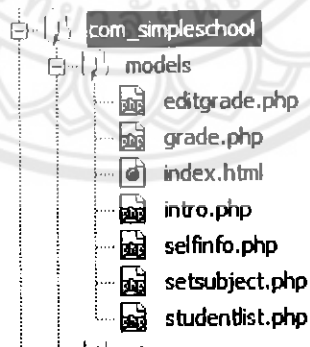 com_simpleschool
models
editgrade.php
grade.php
index.html
intro.php
selfinfo.php
setsubject.php
studentlist.php